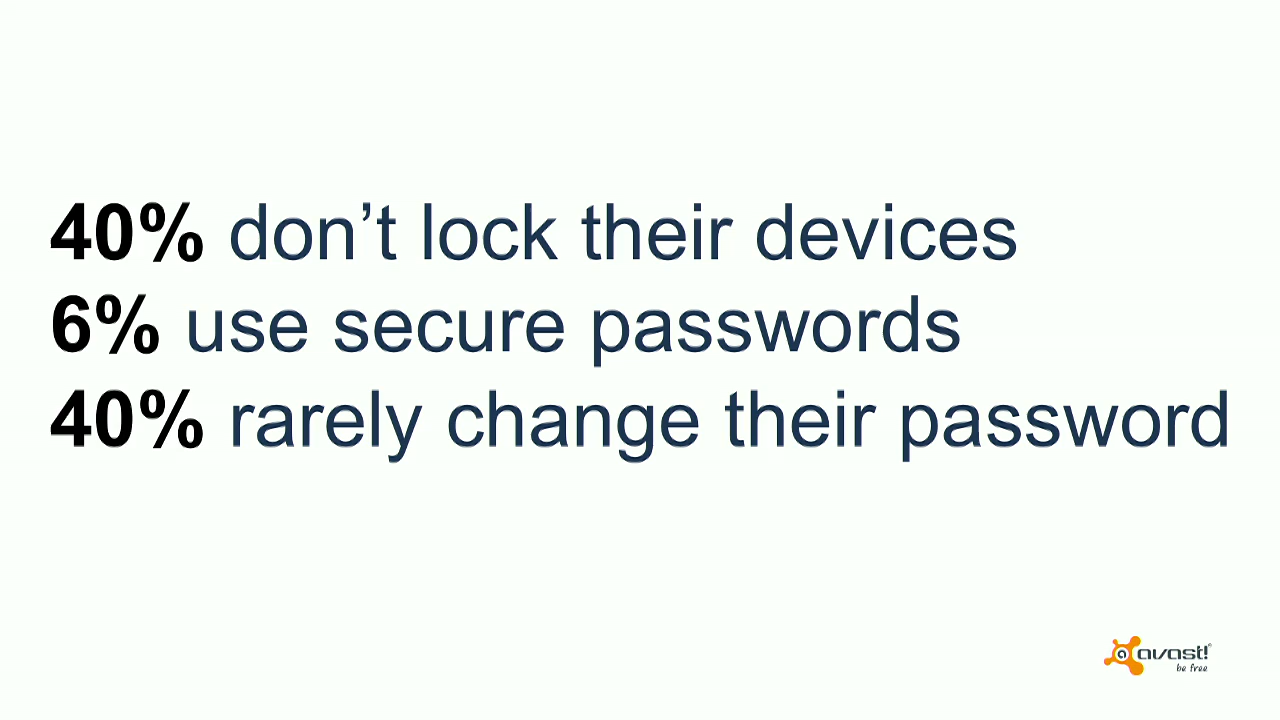 40% don’t lock their devices
6% use secure passwords
40% rarely change their password
avast!
be free